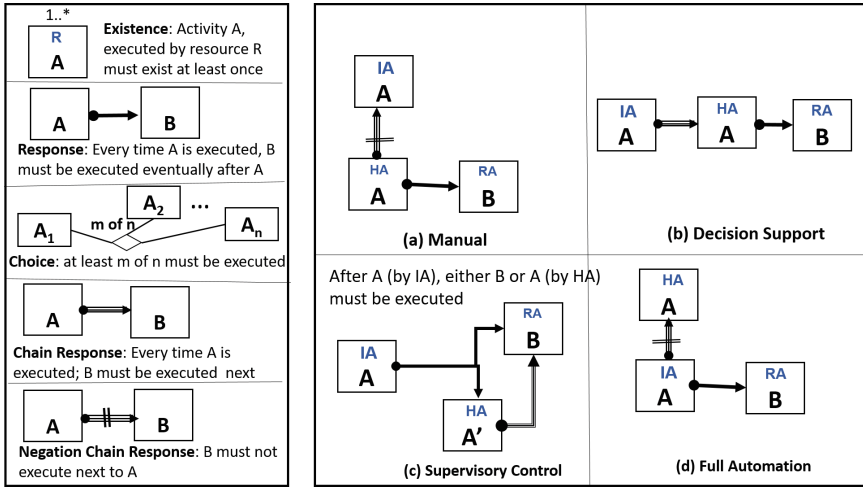 1..*
R
A
Existence: Activity A,
executed by resource R
must exist at least once
A
B
Response: Every time A is executed, B
must be executed eventually after A
A1
m of n
A2
...
An
Choice: at least m of n must be executed
A
B
Chain Response: Every time A is
executed; B must be executed next
A
B
Negation Chain Response: B must not
execute next to A
IA
A
HA
A
RA
B
(a) Manual
IA
A
HA
A
RA
B
(b) Decision Support
After A (by IA), either B or A (by HA)
must be executed
IA
A
RA
B
HA
A’
(c) Supervisory Control
HA
A
IA
A
RA
B
(d) Full Automation